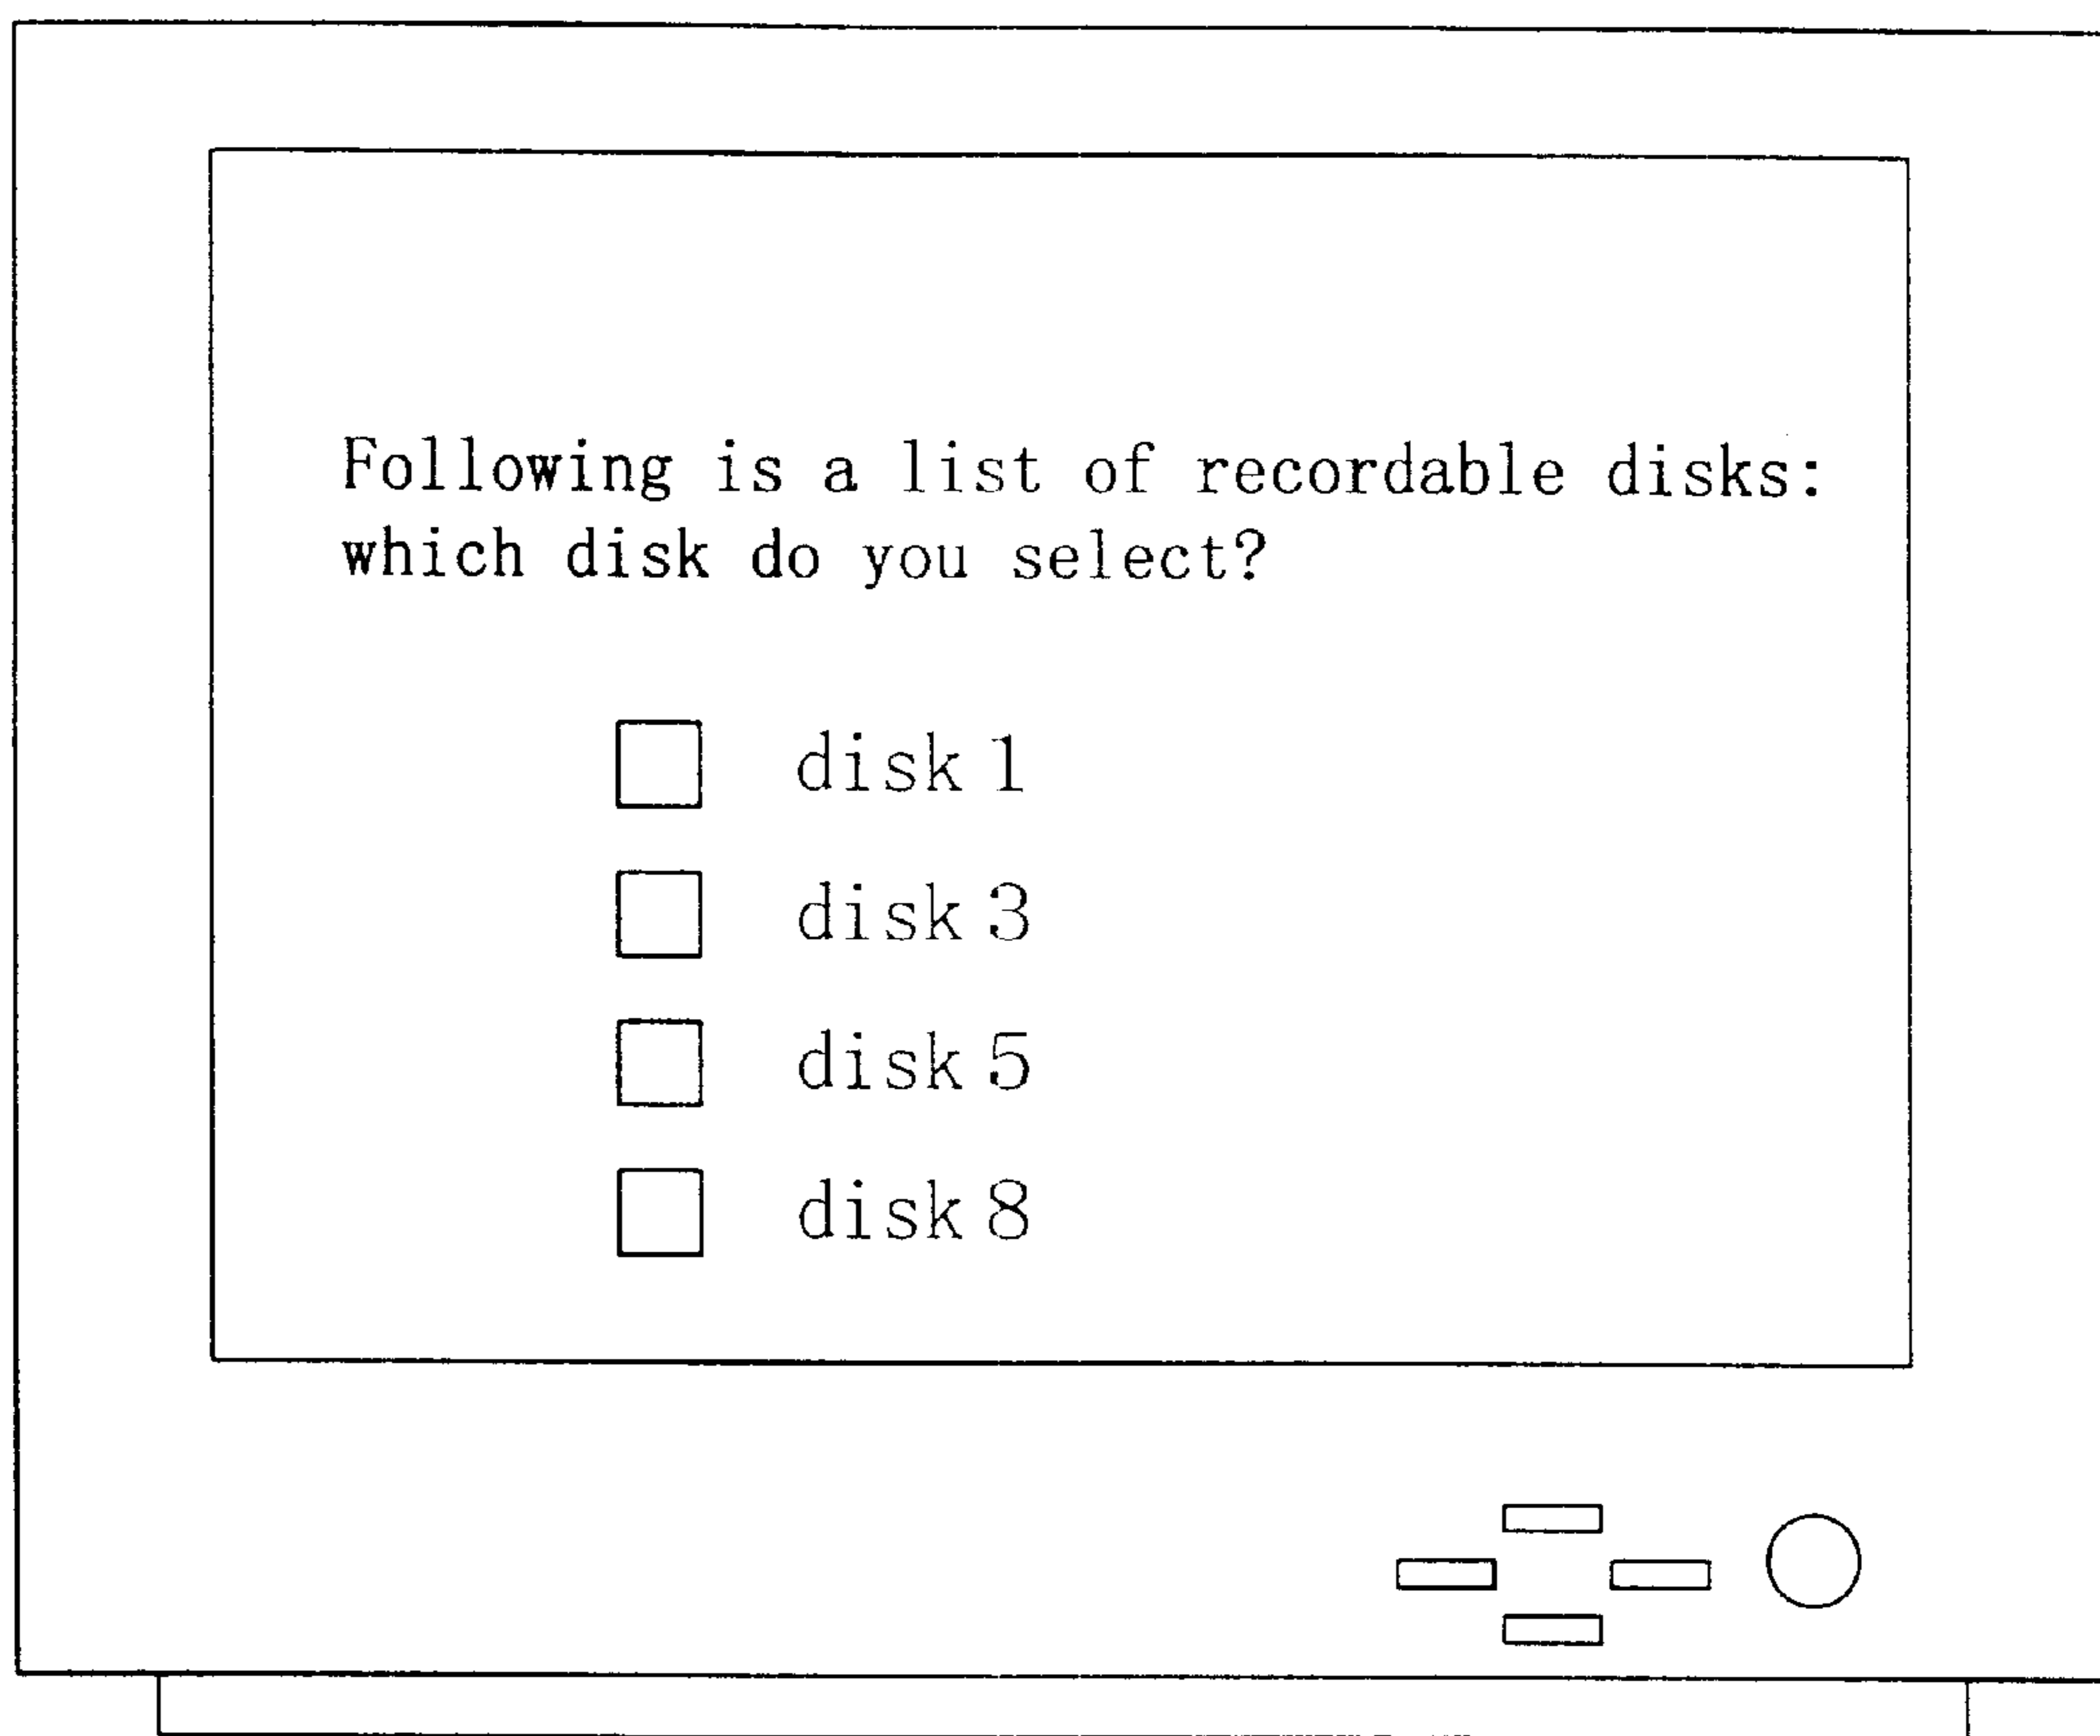 Following is a list of recordable disks:
which disk do you select?
disk 1
disk 3
disk 5
disk 8